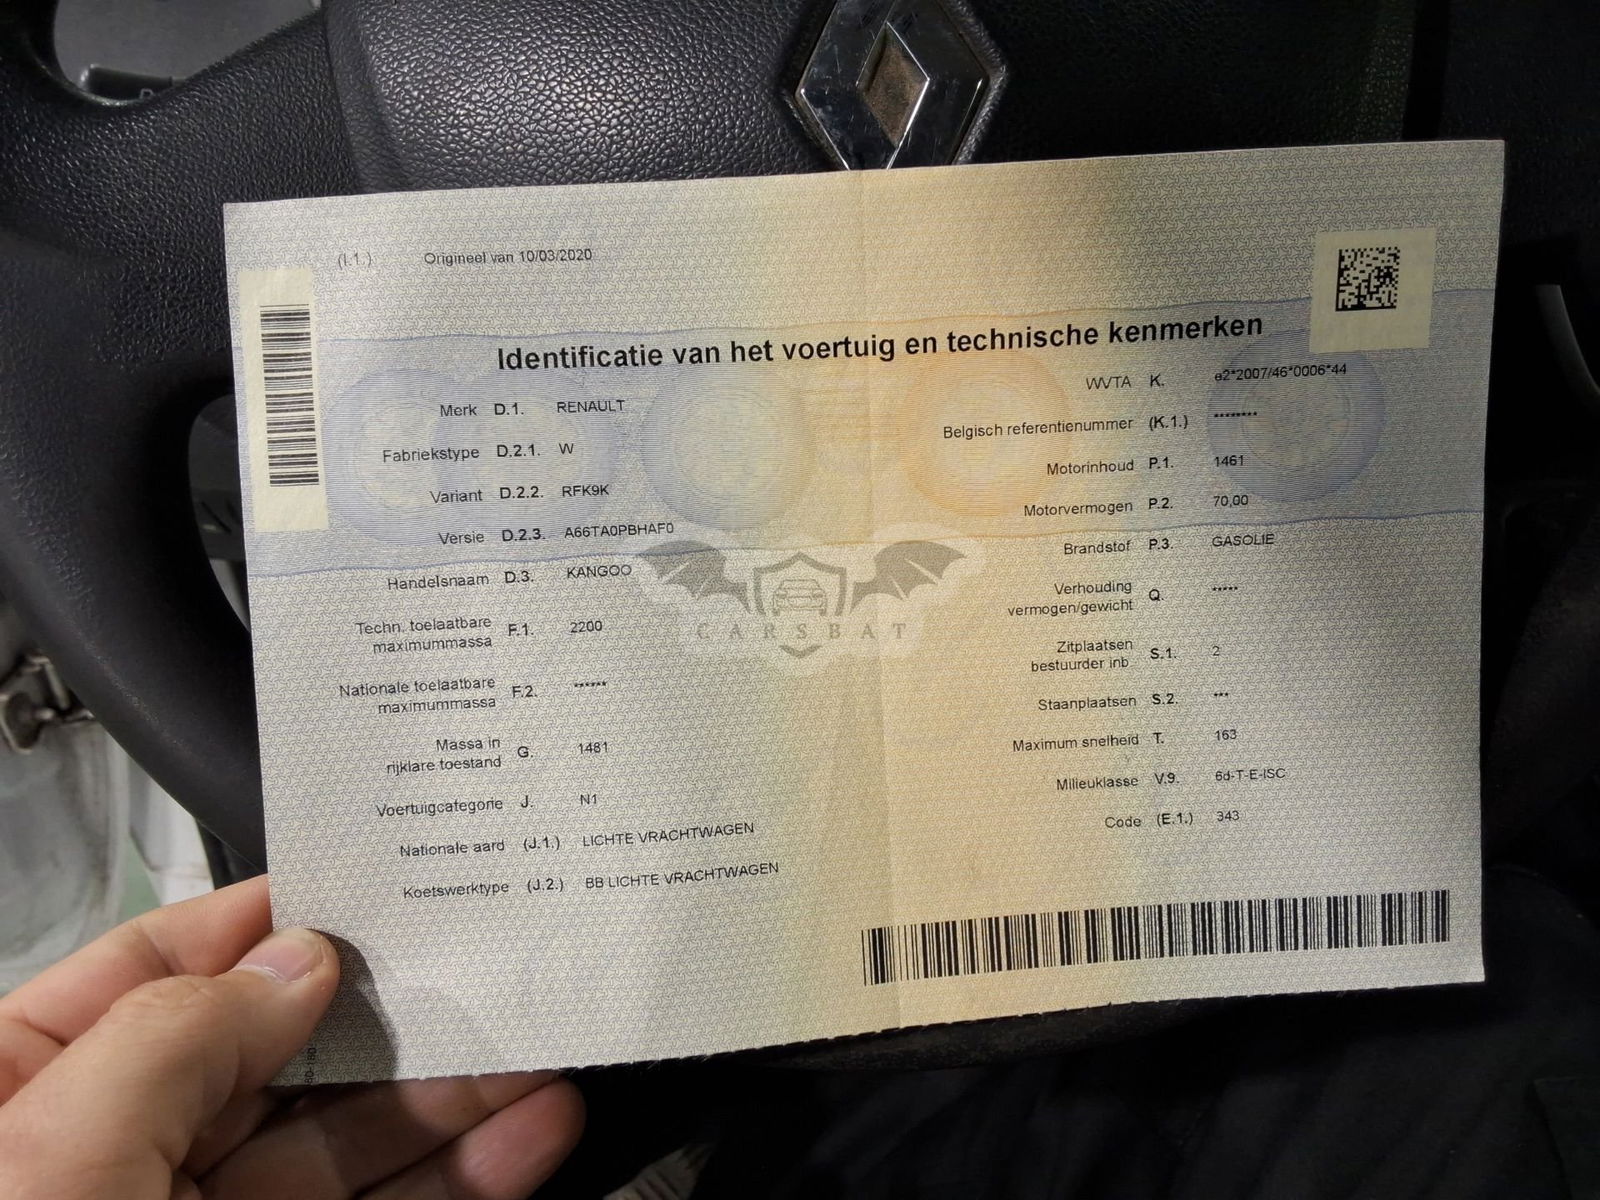 (I.1.) Origineel van 10/03/2020
Identificatie van het voertuig en technische kenmerken
Merk D.1. RENAULT
Fabriekstype D.2.1. W
Variant D.2.2. RFK9K
Versie D.2.3. A66TA0PBHAF0
Handelsnaam D.3. KANGOO
Techn. toelaatbare
maximummassa F.1. 2200
Nationale toelaatbare
maximummassa F.2. ******
Massa in
rijklare toestand G. 1481
Voertuigcategorie J. N1
Nationale aard (J.1.) LICHTE VRACHTWAGEN
Koetswerktype (J.2.) BB LICHTE VRACHTWAGEN
WVTA K. e2*2007/46*0006*44
Belgisch referentienummer (K.1.) ********
Motorinhoud P.1. 1461
Motorvermogen P.2. 70,00
Brandstof P.3. GASOLIE
Verhouding
vermogen/gewicht Q. *****
Zitplaatsen
bestuurder inb. S.1. 2
Staanplaatsen S.2. ***
Maximum snelheid T. 163
Milieuklasse V.9. 6d-T-E-ISC
Code (E.1.) 343
CARSBAT